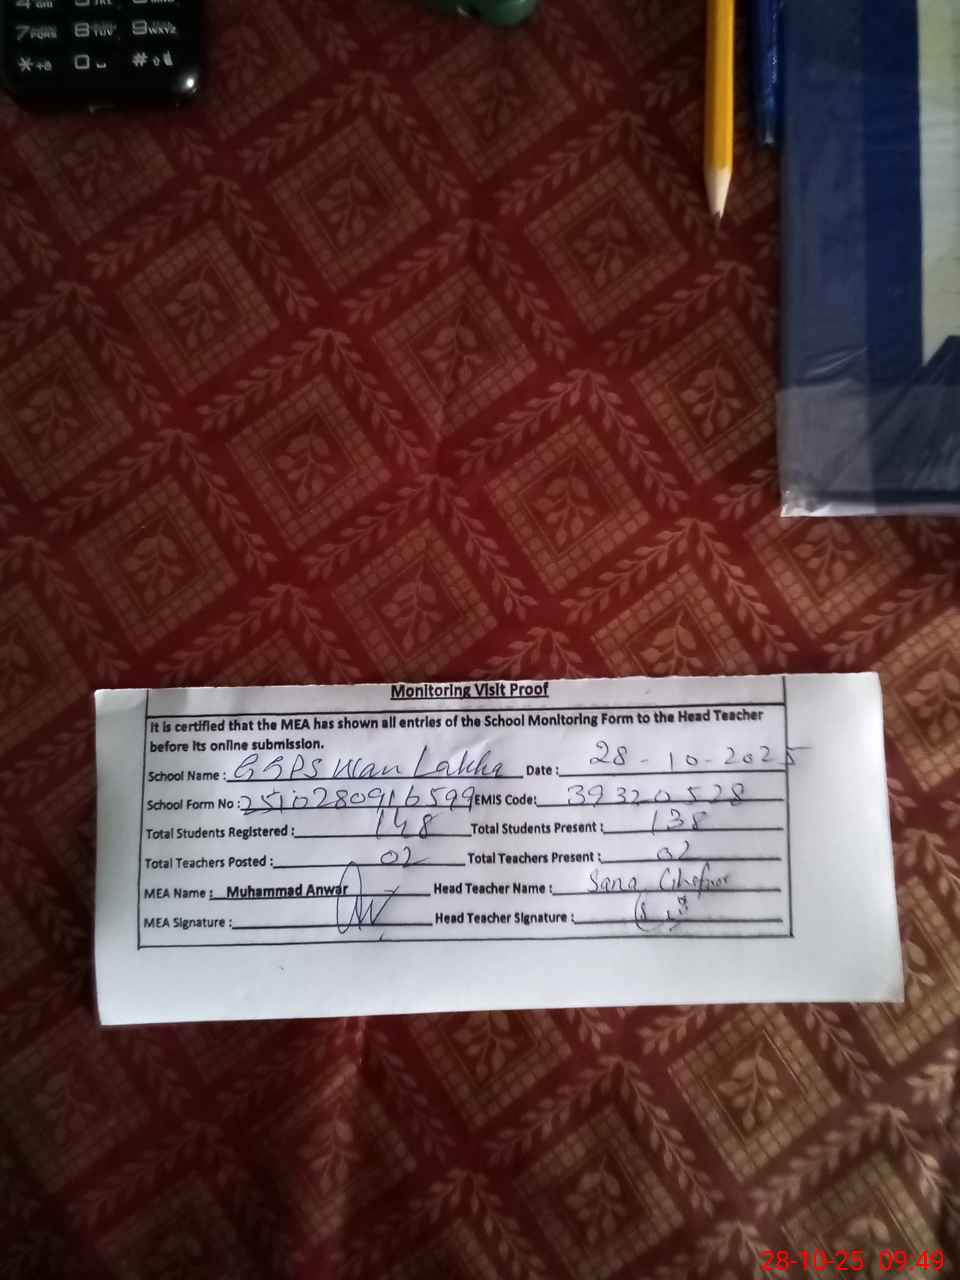 7PQRS 8TUV 9WXYZ
Monitoring Visit Proof
It is certified that the MEA has shown all entries of the School Monitoring Form to the Head Teacher
before its online submission.
School Name : GGPS Wan Lakha Date : 28-10-2025
School Form No : 2510280916599 EMIS Code: 39320528
Total Students Registered : 148 Total Students Present : 138
Total Teachers Posted : 02 Total Teachers Present : 02
MEA Name : Muhammad Anwar Head Teacher Name : Sana Ghafoor
MEA Signature : Head Teacher Signature :
28-10-25 09:49